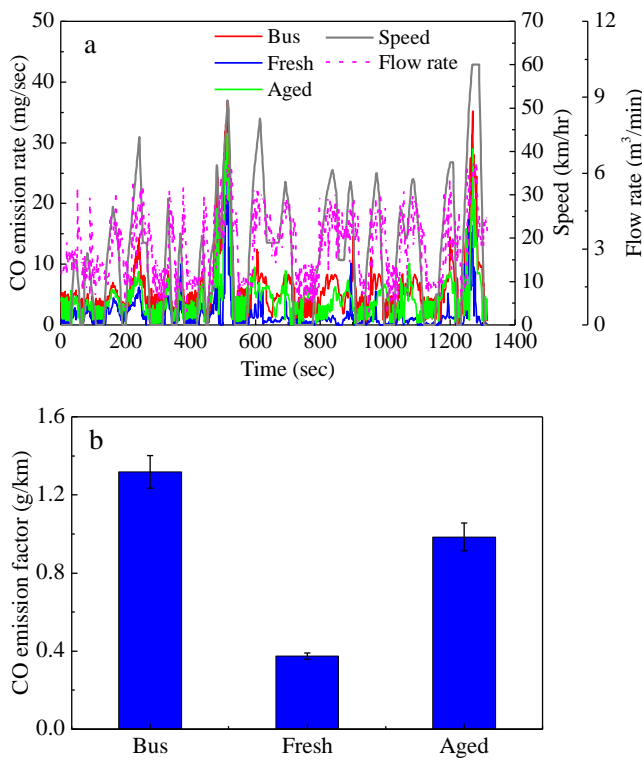 a
Bus
Fresh
Aged
Speed
Flow rate
CO emission rate (mg/sec)
50
40
30
20
10
0
Speed (km/hr)
70
60
50
40
30
20
10
0
Flow rate (m³/min)
12
9
6
3
0
0 200 400 600 800 1000 1200 1400
Time (sec)
b
CO emission factor (g/km)
1.6
1.2
0.8
0.4
0.0
Bus Fresh Aged